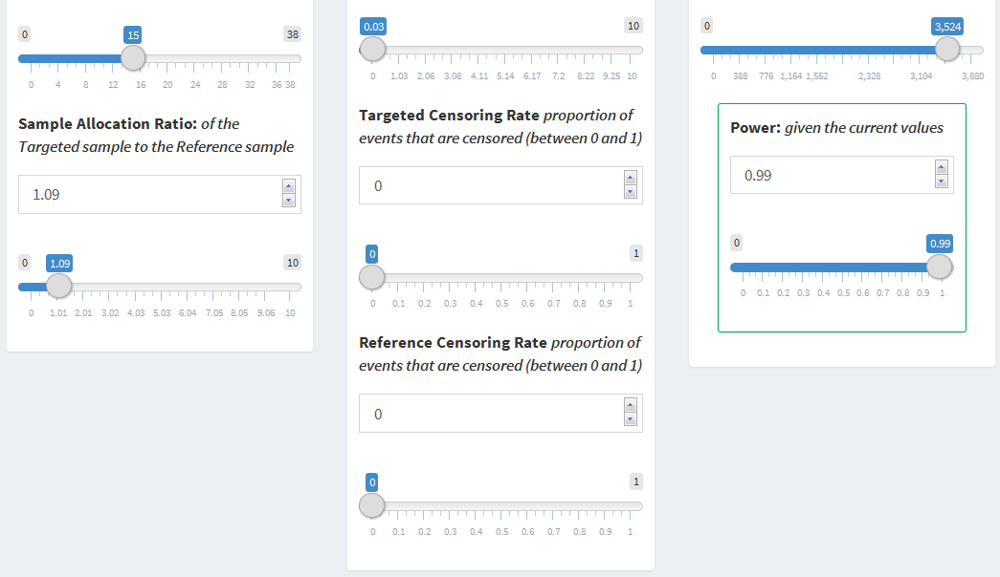 0 15 38
0 4 8 12 16 20 24 28 32 36 38
Sample Allocation Ratio: of the
Targeted sample to the Reference sample
1.09
0 1.09 10
0 1.01 2.01 3.02 4.03 5.03 6.04 7.05 8.05 9.06 10
0.03 10
0 1.03 2.06 3.08 4.11 5.14 6.17 7.2 8.22 9.25 10
Targeted Censoring Rate proportion of
events that are censored (between 0 and 1)
0
0 1
0 0.1 0.2 0.3 0.4 0.5 0.6 0.7 0.8 0.9 1
Reference Censoring Rate proportion of
events that are censored (between 0 and 1)
0
0 1
0 0.1 0.2 0.3 0.4 0.5 0.6 0.7 0.8 0.9 1
0 3,524
0 388 776 1,164 1,552 2,328 3,104 3,880
Power: given the current values
0.99
0 0.99
0 0.1 0.2 0.3 0.4 0.5 0.6 0.7 0.8 0.9 1